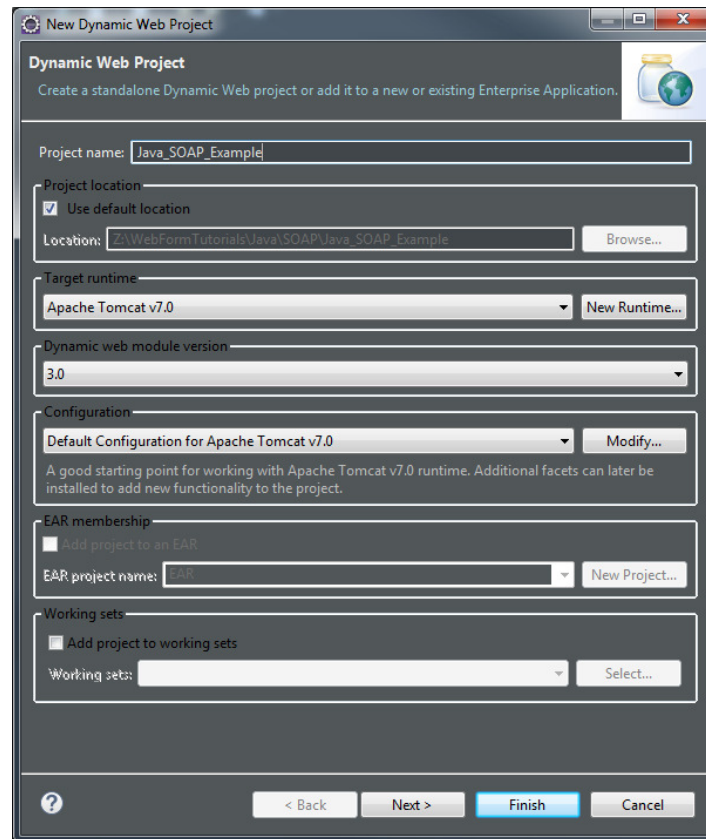 New Dynamic Web Project
Dynamic Web Project
Create a standalone Dynamic Web project or add it to a new or existing Enterprise Application.
Project name: Java_SOAP_Example
Project location
Use default location
Location: Z:\WebFormTutorials\Java\SOAP\Java_SOAP_Example Browse...
Target runtime
Apache Tomcat v7.0 New Runtime...
Dynamic web module version
3.0
Configuration
Default Configuration for Apache Tomcat v7.0 Modify...
A good starting point for working with Apache Tomcat v7.0 runtime. Additional facets can later be
installed to add new functionality to the project.
EAR membership
Add project to an EAR
EAR project name: EAR New Project...
Working sets
Add project to working sets
Working sets: Select...
? < Back Next > Finish Cancel